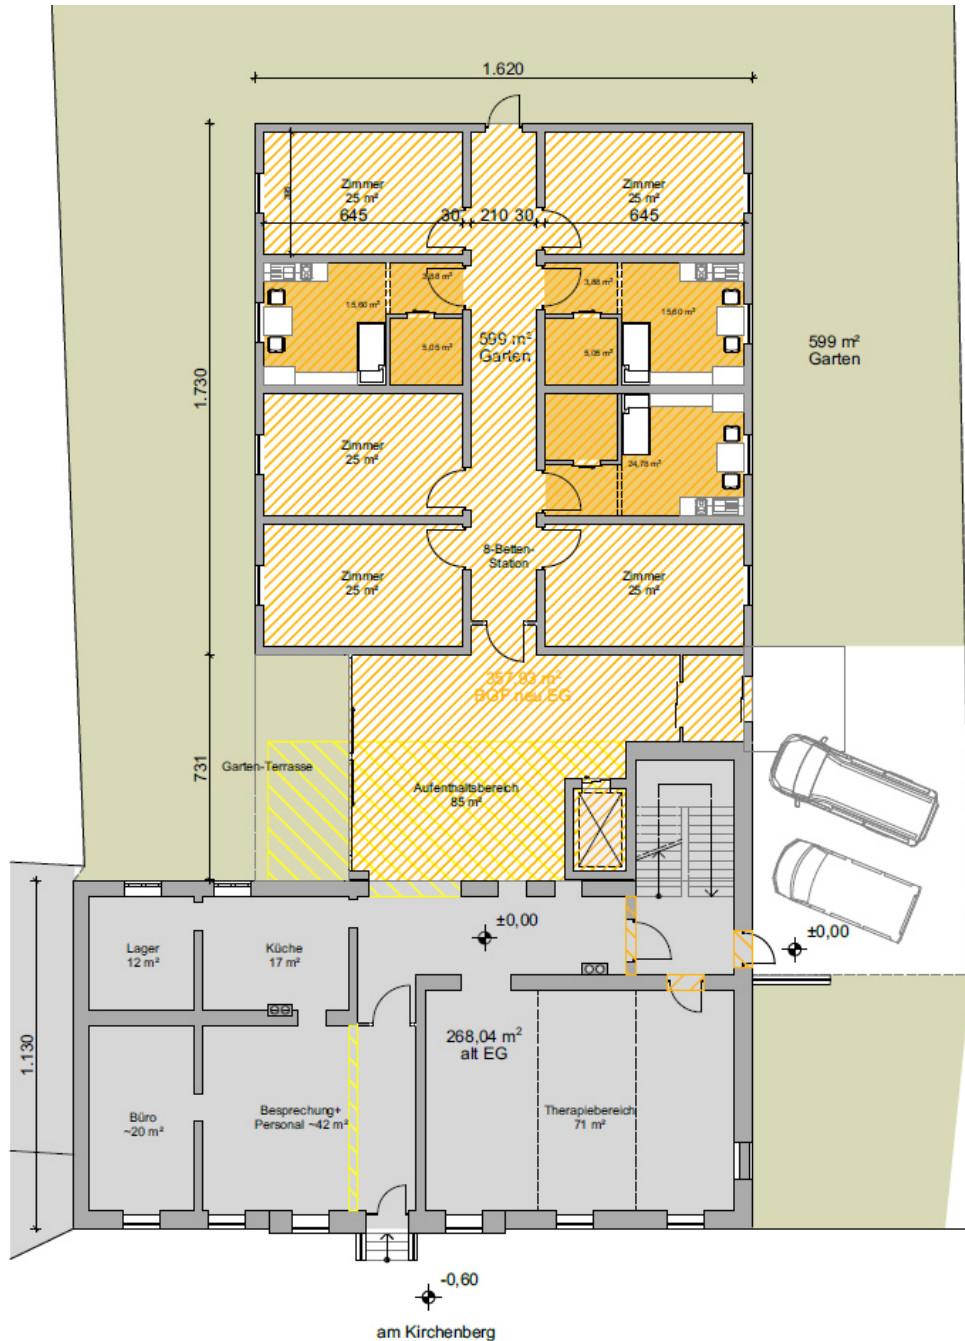 1.620
Zimmer
25 m²
Zimmer
25 m²
385
645
30
210
30
645
3,88 m²
3,88 m²
15,60 m²
15,60 m²
5,05 m²
5,05 m²
599 m²
Garten
599 m²
Garten
1.730
Zimmer
25 m²
24,78 m²
8-Betten-
Station
Zimmer
25 m²
Zimmer
25 m²
357,93 m²
BGF neu EG
731
Garten-Terrasse
Aufenthaltsbereich
85 m²
±0,00
±0,00
Lager
12 m²
Küche
17 m²
268,04 m²
alt EG
1.130
Büro
~20 m²
Besprechung+
Personal ~42 m²
Therapiebereich
71 m²
-0,60
am Kirchenberg